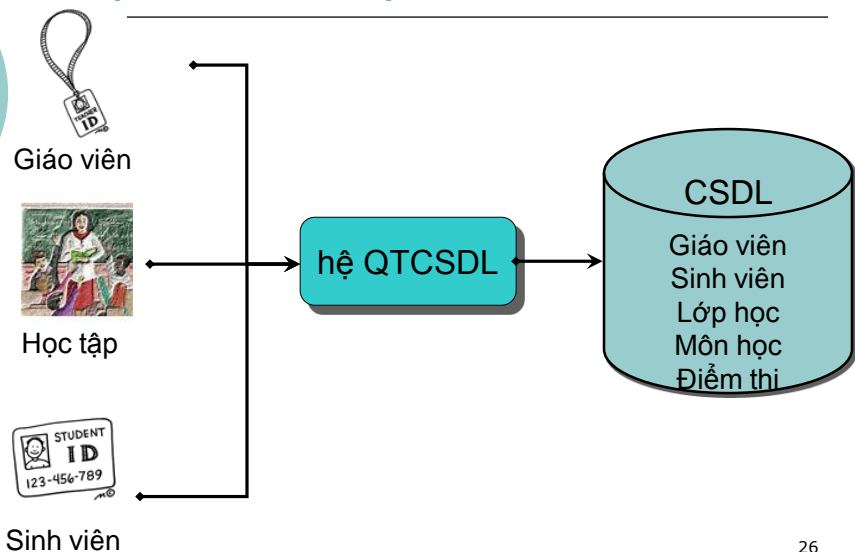 TEACHER
ID
Giáo viên
Học tập
STUDENT
ID
123-456-789
Sinh viên
hệ QTCSDL
CSDL
Giáo viên
Sinh viên
Lớp học
Môn học
Điểm thi
26